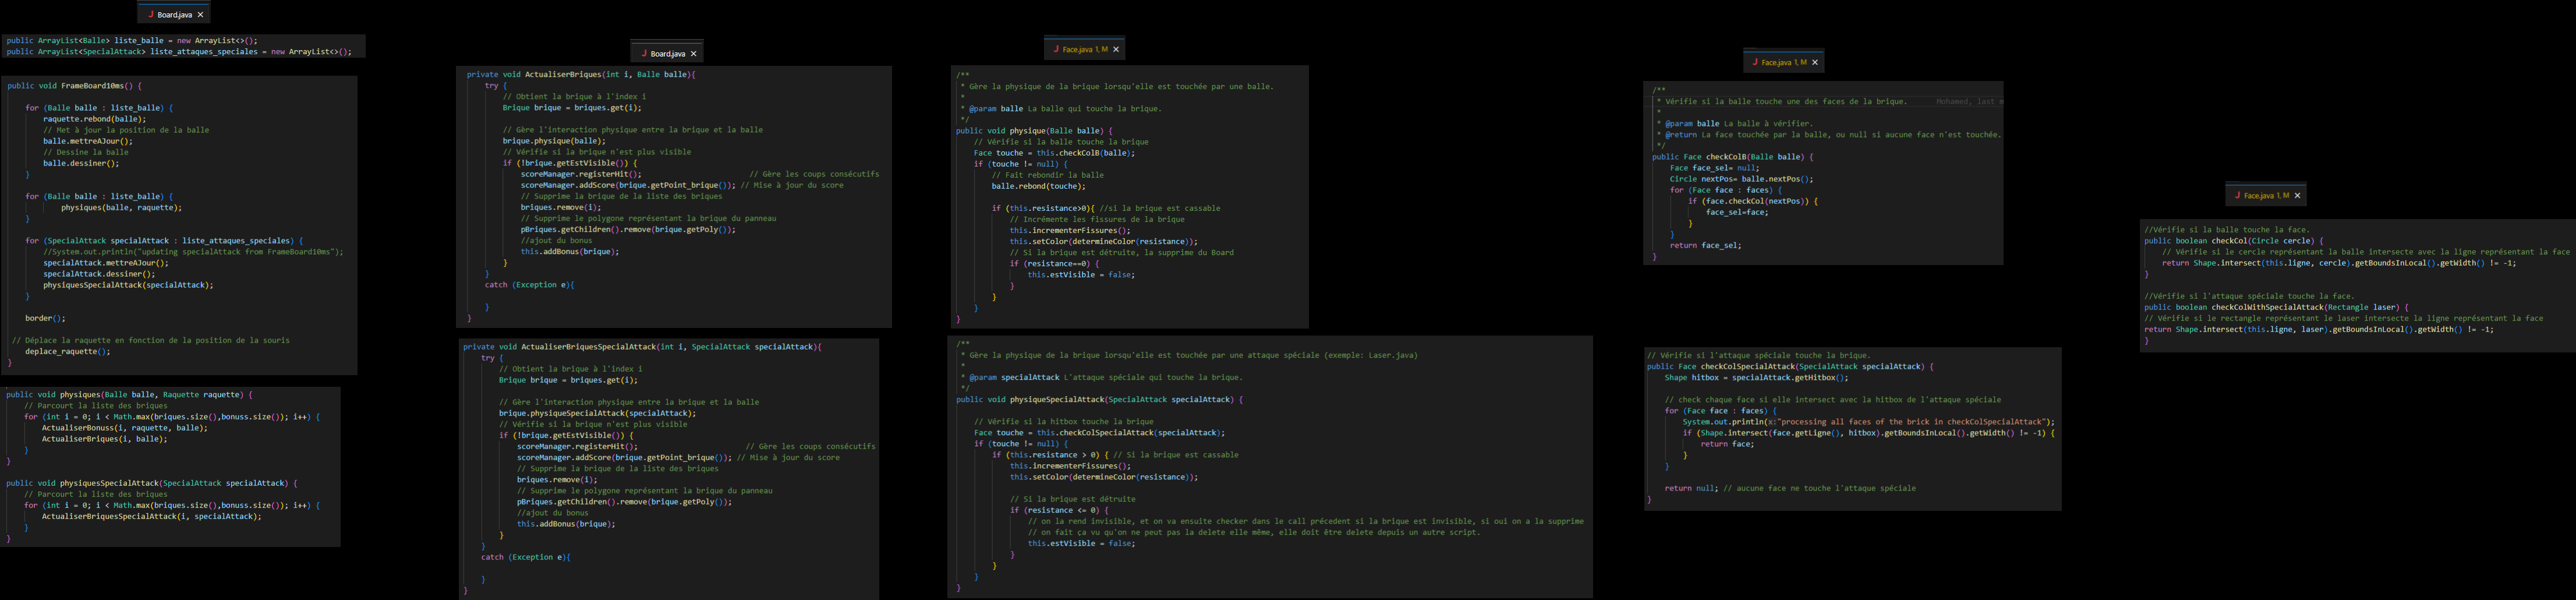 Board.java
public ArrayList<Balle> liste_balle = new ArrayList<>();
public ArrayList<SpecialAttack> liste_attaques_speciales = new ArrayList<>();
public void FrameBoard10ms() {
for (Balle balle : liste_balle) {
raquette.rebond(balle);
// Met à jour la position de la balle
balle.mettreAJour();
// Dessine la balle
balle.dessiner();
}
for (Balle balle : liste_balle) {
physiques(balle, raquette);
}
for (SpecialAttack specialAttack : liste_attaques_speciales) {
//System.out.println("updating specialAttack from FrameBoard10ms");
specialAttack.mettreAJour();
specialAttack.dessiner();
physiquesSpecialAttack(specialAttack);
}
border();
// Déplace la raquette en fonction de la position de la souris
deplace_raquette();
}
public void physiques(Balle balle, Raquette raquette) {
// Parcourt la liste des briques
for (int i = 0; i < Math.max(briques.size(),bonuss.size()); i++) {
ActualiserBonuss(i, raquette, balle);
ActualiserBriques(i, balle);
}
}
public void physiquesSpecialAttack(SpecialAttack specialAttack) {
// Parcourt la liste des briques
for (int i = 0; i < Math.max(briques.size(),bonuss.size()); i++) {
ActualiserBriquesSpecialAttack(i, specialAttack);
}
}
Board.java
private void ActualiserBriques(int i, Balle balle){
try {
// Obtient la brique à l'index i
Brique brique = briques.get(i);
// Gère l'interaction physique entre la brique et la balle
brique.physique(balle);
// Vérifie si la brique n'est plus visible
if (!brique.getEstVisible()) {
scoreManager.registerHit(); // Gère les coups consécutifs
scoreManager.addScore(brique.getPoint_brique()); // Mise à jour du score
// Supprime la brique de la liste des briques
briques.remove(i);
// Supprime le polygone représentant la brique du panneau
pBriques.getChildren().remove(brique.getPoly());
//ajout du bonus
this.addBonus(brique);
}
}
catch (Exception e){
}
}
private void ActualiserBriquesSpecialAttack(int i, SpecialAttack specialAttack){
try {
// Obtient la brique à l'index i
Brique brique = briques.get(i);
// Gère l'interaction physique entre la brique et la balle
brique.physiqueSpecialAttack(specialAttack);
// Vérifie si la brique n'est plus visible
if (!brique.getEstVisible()) {
scoreManager.registerHit(); // Gère les coups consécutifs
scoreManager.addScore(brique.getPoint_brique()); // Mise à jour du score
// Supprime la brique de la liste des briques
briques.remove(i);
// Supprime le polygone représentant la brique du panneau
pBriques.getChildren().remove(brique.getPoly());
//ajout du bonus
this.addBonus(brique);
}
}
catch (Exception e){
}
}
Face.java 1, M
/**
* Gère la physique de la brique lorsqu'elle est touchée par une balle.
*
* @param balle La balle qui touche la brique.
*/
public void physique(Balle balle) {
// Vérifie si la balle touche la brique
Face touche = this.checkColB(balle);
if (touche != null) {
// Fait rebondir la balle
balle.rebond(touche);
if (this.resistance>0){ //si la brique est cassable
// Incrémente les fissures de la brique
this.incrementerFissures();
this.setColor(determineColor(resistance));
// Si la brique est détruite, la supprime du Board
if (resistance==0) {
this.estVisible = false;
}
}
}
}
/**
* Gère la physique de la brique lorsqu'elle est touchée par une attaque spéciale (exemple: Laser.java)
*
* @param specialAttack L'attaque spéciale qui touche la brique.
*/
public void physiqueSpecialAttack(SpecialAttack specialAttack) {
// Vérifie si la hitbox touche la brique
Face touche = this.checkColSpecialAttack(specialAttack);
if (touche != null) {
if (this.resistance > 0) { // Si la brique est cassable
this.incrementerFissures();
this.setColor(determineColor(resistance));
// Si la brique est détruite
if (resistance <= 0) {
// on la rend invisible, et on va ensuite checker dans le call précedent si la brique est invisible, si oui on a la supprime
// on fait ça vu qu'on ne peut pas la delete elle même, elle doit être delete depuis un autre script.
this.estVisible = false;
}
}
}
}
Face.java 1, M
/**
* Vérifie si la balle touche une des faces de la brique. Mohamed, last m
*
* @param balle La balle à vérifier.
* @return La face touchée par la balle, ou null si aucune face n'est touchée.
*/
public Face checkColB(Balle balle) {
Face face_sel= null;
Circle nextPos= balle.nextPos();
for (Face face : faces) {
if (face.checkCol(nextPos)) {
face_sel=face;
}
}
return face_sel;
}
// Vérifie si l'attaque spéciale touche la brique.
public Face checkColSpecialAttack(SpecialAttack specialAttack) {
Shape hitbox = specialAttack.getHitbox();
// check chaque face si elle intersect avec la hitbox de l'attaque spéciale
for (Face face : faces) {
System.out.println(x:"processing all faces of the brick in checkColSpecialAttack");
if (Shape.intersect(face.getLigne(), hitbox).getBoundsInLocal().getWidth() != -1) {
return face;
}
}
return null; // aucune face ne touche l'attaque spéciale
}
Face.java 1, M
//Vérifie si la balle touche la face.
public boolean checkCol(Circle cercle) {
// Vérifie si le cercle représentant la balle intersecte avec la ligne représentant la face
return Shape.intersect(this.ligne, cercle).getBoundsInLocal().getWidth() != -1;
}
//Vérifie si l'attaque spéciale touche la face.
public boolean checkColWithSpecialAttack(Rectangle laser) {
// Vérifie si le rectangle représentant le laser intersecte la ligne représentant la face
return Shape.intersect(this.ligne, laser).getBoundsInLocal().getWidth() != -1;
}